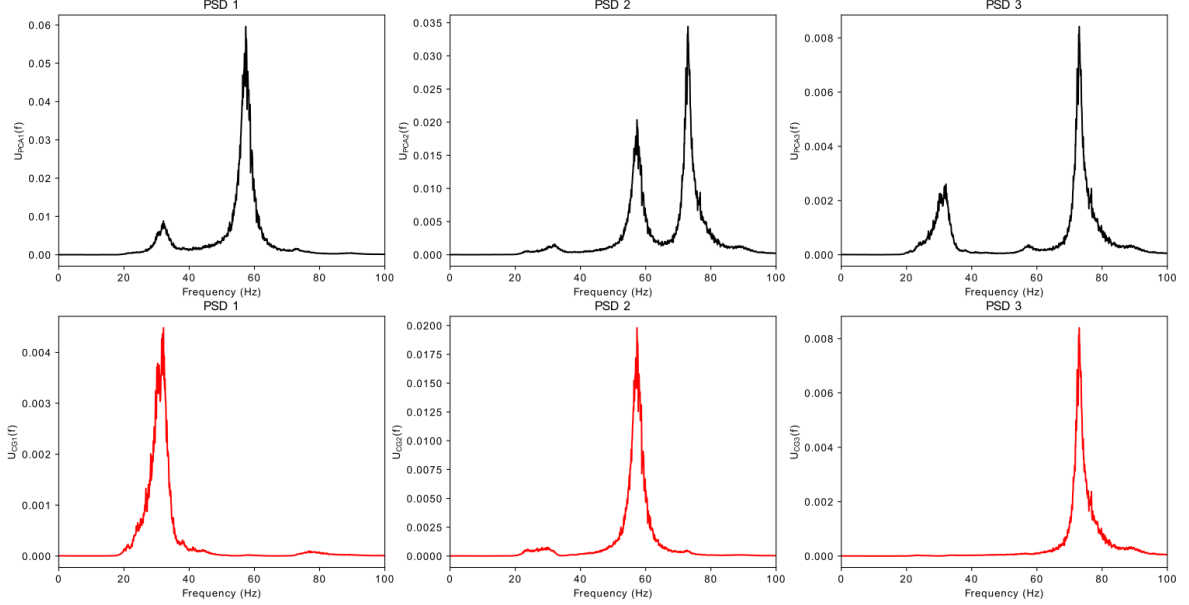 PSD 1
PSD 2
PSD 3
U_PCA1(f)
0.06
0.05
0.04
0.03
0.02
0.01
0.00
0 20 40 60 80 100
Frequency (Hz)
U_PCA2(f)
0.035
0.030
0.025
0.020
0.015
0.010
0.005
0.000
0 20 40 60 80 100
Frequency (Hz)
U_PCA3(f)
0.008
0.006
0.004
0.002
0.000
0 20 40 60 80 100
Frequency (Hz)
PSD 1
PSD 2
PSD 3
U_CG1(f)
0.004
0.003
0.002
0.001
0.000
0 20 40 60 80 100
Frequency (Hz)
U_CG2(f)
0.0200
0.0175
0.0150
0.0125
0.0100
0.0075
0.0050
0.0025
0.000
0 20 40 60 80 100
Frequency (Hz)
U_CG3(f)
0.008
0.006
0.004
0.002
0.000
0 20 40 60 80 100
Frequency (Hz)